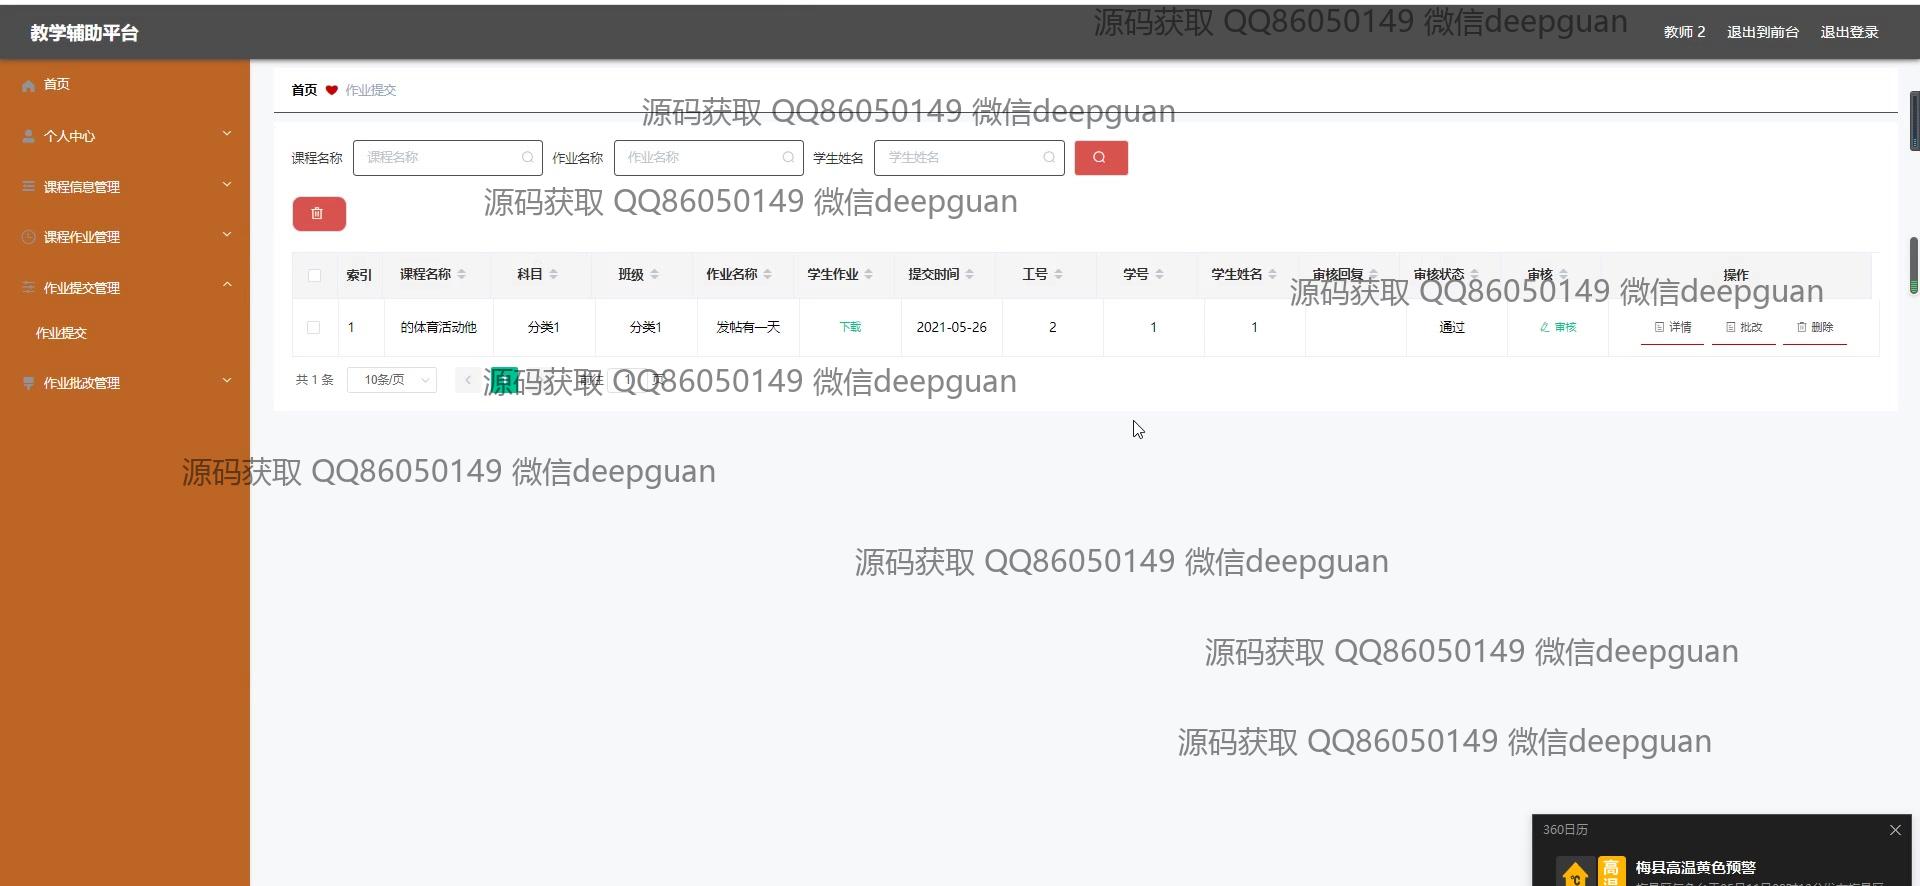 教学辅助平台
源码获取 QQ86050149 微信deepguan
教师 2 退出到前台 退出登录
首页
个人中心
课程信息管理
课程作业管理
作业提交管理
作业提交
作业批改管理
首页 作业提交
源码获取 QQ86050149 微信deepguan
课程名称 课程名称 作业名称 作业名称 学生姓名 学生姓名
源码获取 QQ86050149 微信deepguan
索引 课程名称 科目 班级 作业名称 学生作业 提交时间 工号 学号 学生姓名 审核回复 审核状态 审核 操作
源码获取 QQ86050149 微信deepguan
1 的体育活动他 分类1 分类1 发帖有一天 下载 2021-05-26 2 1 1 通过 审核 详情 批改 删除
共 1 条 10条/页 前往 1 页
源码获取 QQ86050149 微信deepguan
源码获取 QQ86050149 微信deepguan
源码获取 QQ86050149 微信deepguan
源码获取 QQ86050149 微信deepguan
源码获取 QQ86050149 微信deepguan
360日历
高温
℃
梅县高温黄色预警